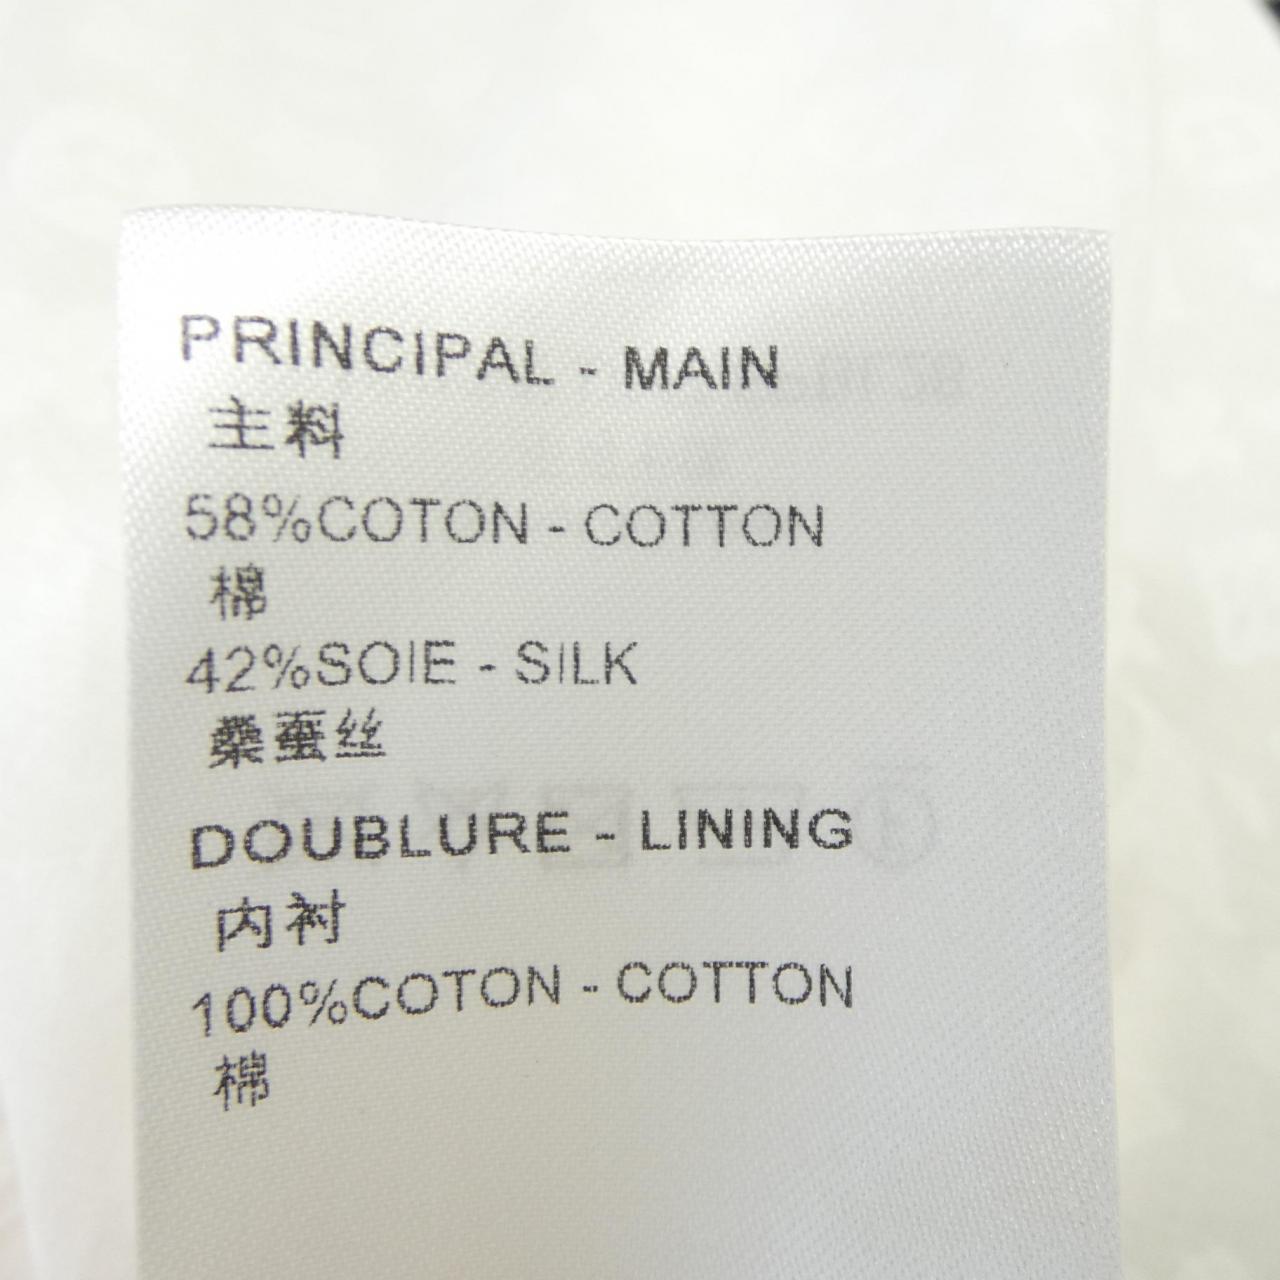 PRINCIPAL - MAIN
主料
58%COTON - COTTON
棉
42%SOIE - SILK
桑蚕丝
DOUBLURE - LINING
内衬
100%COTON - COTTON
棉